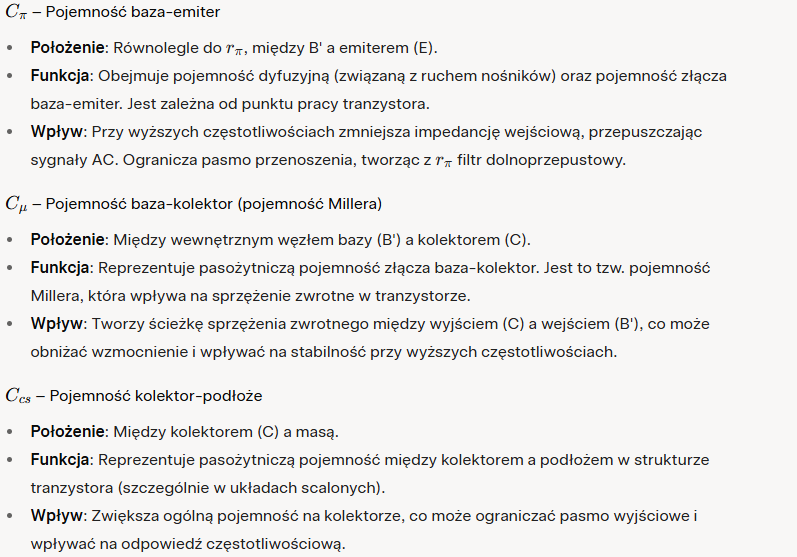 Cπ – Pojemność baza-emiter
• Położenie: Równolegle do rπ, między B' a emiterem (E).
• Funkcja: Obejmuje pojemność dyfuzyjną (związaną z ruchem nośników) oraz pojemność złącza
baza-emiter. Jest zależna od punktu pracy tranzystora.
• Wpływ: Przy wyższych częstotliwościach zmniejsza impedancję wejściową, przepuszczając
sygnały AC. Ogranicza pasmo przenoszenia, tworząc z rπ filtr dolnoprzepustowy.
Cμ – Pojemność baza-kolektor (pojemność Millera)
• Położenie: Między wewnętrznym węzłem bazy (B') a kolektorem (C).
• Funkcja: Reprezentuje pasożytniczą pojemność złącza baza-kolektor. Jest to tzw. pojemność
Millera, która wpływa na sprzężenie zwrotne w tranzystorze.
• Wpływ: Tworzy ścieżkę sprzężenia zwrotnego między wyjściem (C) a wejściem (B'), co może
obniżać wzmocnienie i wpływać na stabilność przy wyższych częstotliwościach.
Ccs – Pojemność kolektor-podłoże
• Położenie: Między kolektorem (C) a masą.
• Funkcja: Reprezentuje pasożytniczą pojemność między kolektorem a podłożem w strukturze
tranzystora (szczególnie w układach scalonych).
• Wpływ: Zwiększa ogólną pojemność na kolektorze, co może ograniczać pasmo wyjściowe i
wpływać na odpowiedź częstotliwościową.